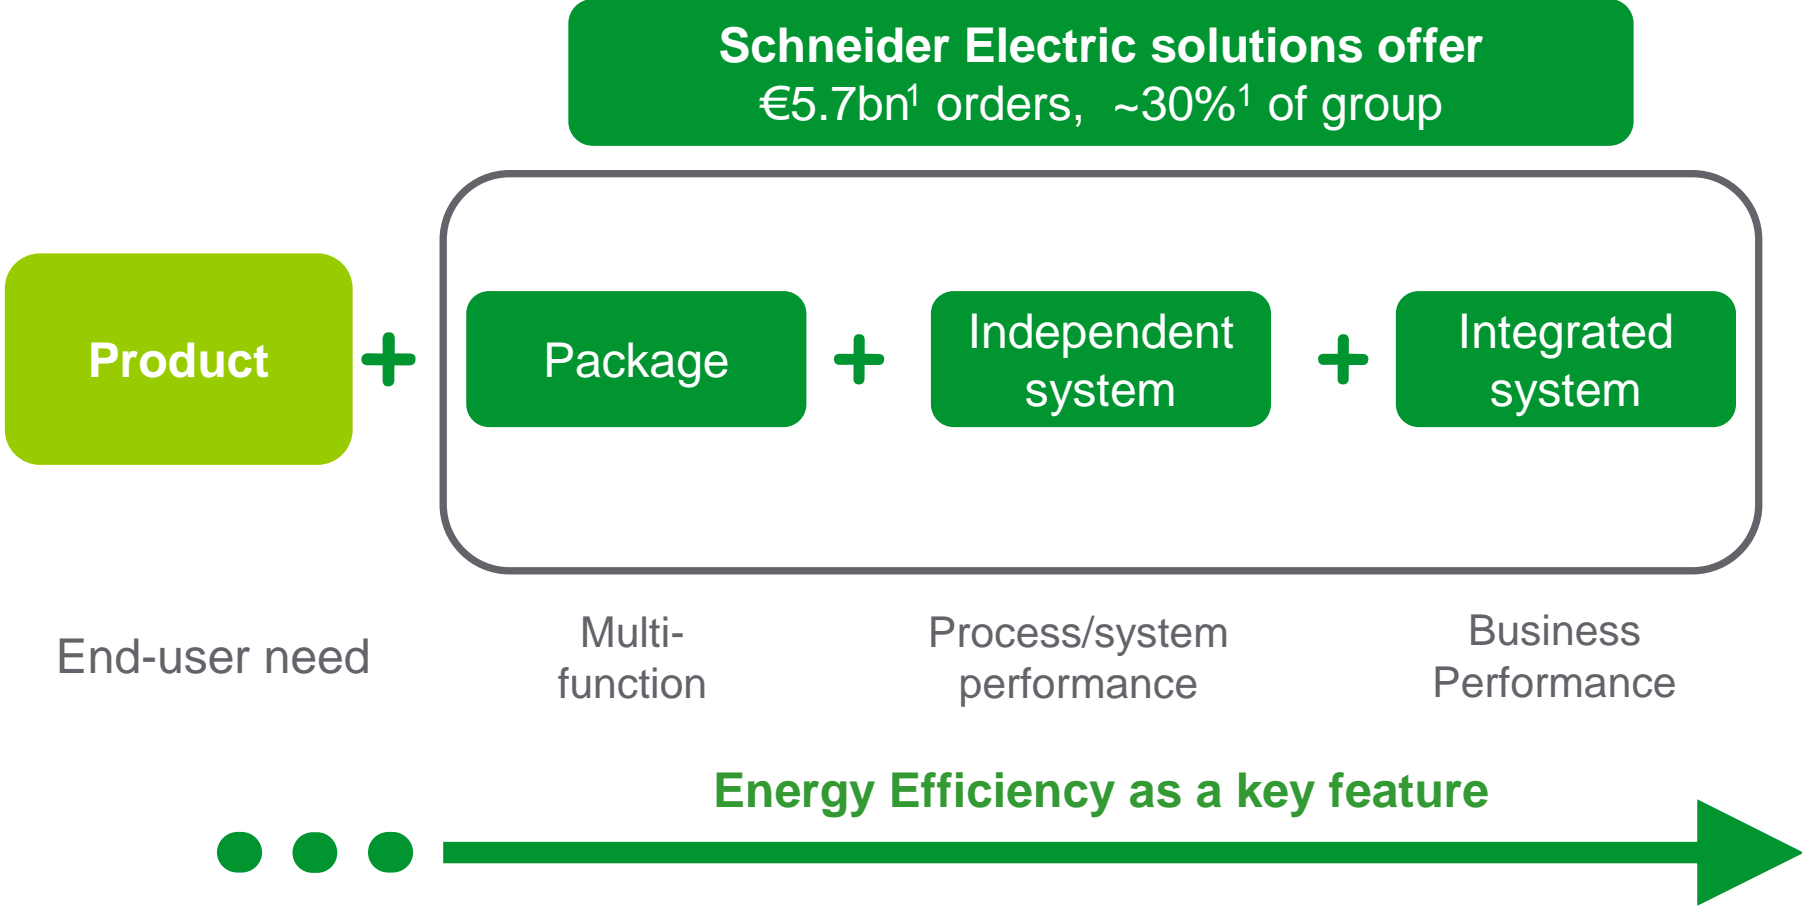 Schneider Electric solutions offer
€5.7bn¹ orders, ~30%¹ of group
Product
+
Package
+
Independent
system
+
Integrated
system
End-user need
Multi-
function
Process/system
performance
Business
Performance
Energy Efficiency as a key feature